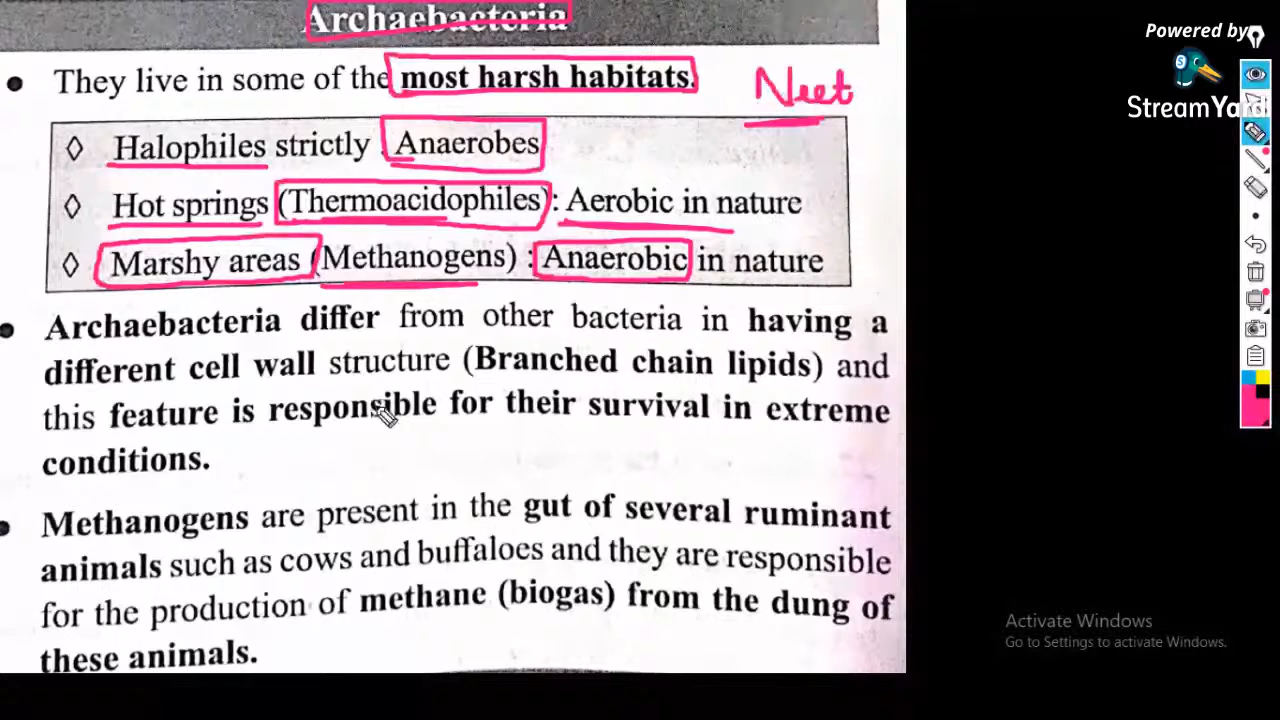 Archaebacteria
Powered by
StreamYard
• They live in some of the most harsh habitats.
Neet
◊ Halophiles strictly : Anaerobes
◊ Hot springs (Thermoacidophiles) : Aerobic in nature
◊ Marshy areas (Methanogens) : Anaerobic in nature
• Archaebacteria differ from other bacteria in having a
different cell wall structure (Branched chain lipids) and
this feature is responsible for their survival in extreme
conditions.
• Methanogens are present in the gut of several ruminant
animals such as cows and buffaloes and they are responsible
for the production of methane (biogas) from the dung of
these animals.
Activate Windows
Go to Settings to activate Windows.